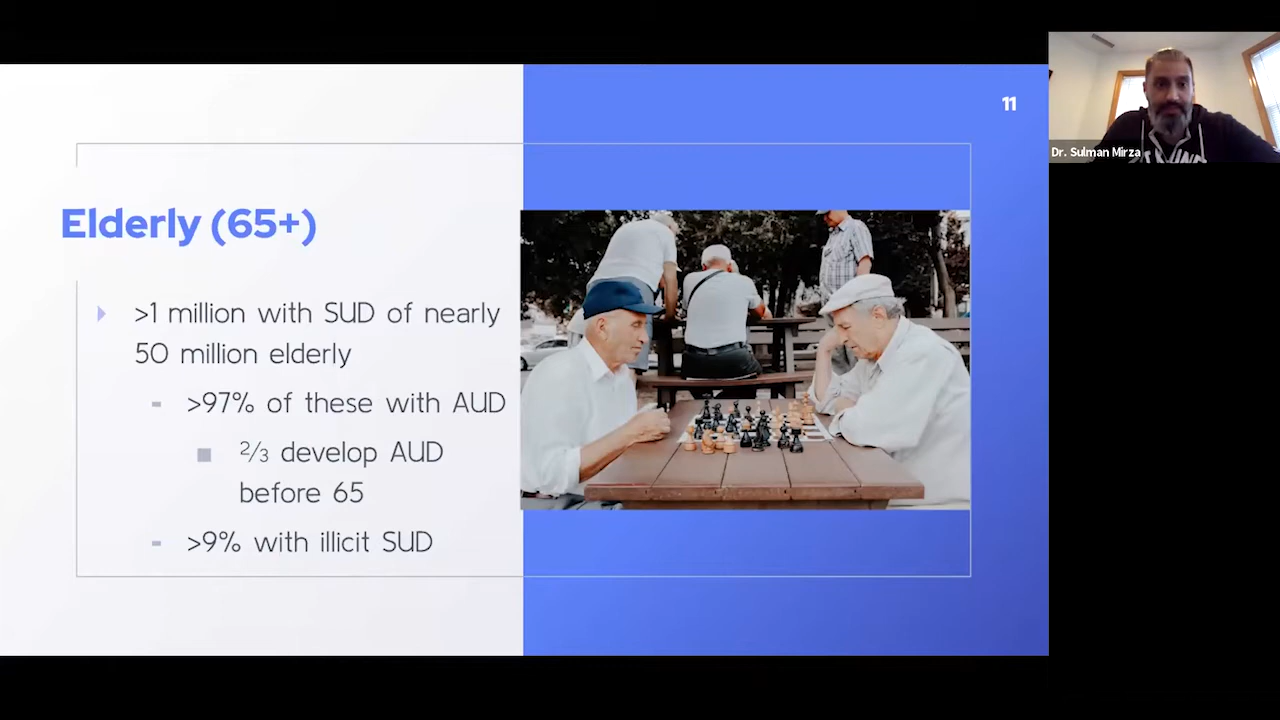 11
Dr. Sulman Mirza
Elderly (65+)
>1 million with SUD of nearly
50 million elderly
>97% of these with AUD
⅔ develop AUD
before 65
>9% with illicit SUD